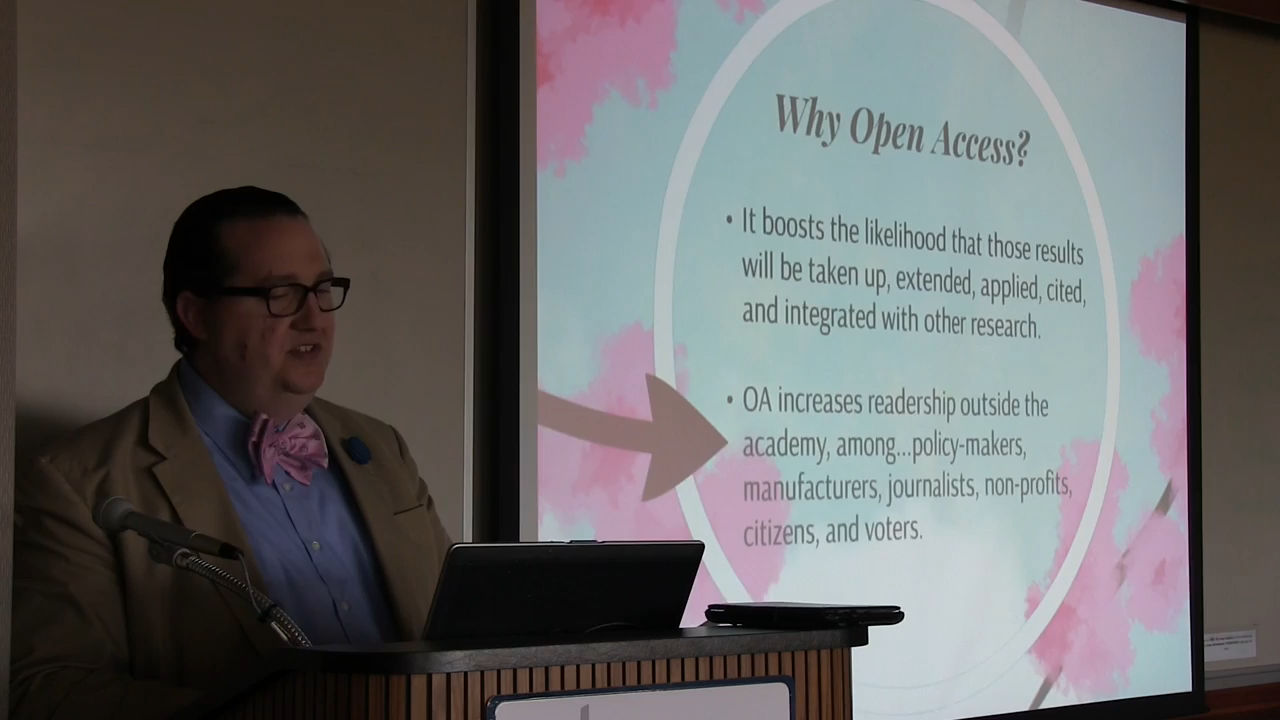 Why Open Access?
• It boosts the likelihood that those results
will be taken up, extended, applied, cited,
and integrated with other research.
• OA increases readership outside the
academy, among...policy-makers,
manufacturers, journalists, non-profits,
citizens, and voters.